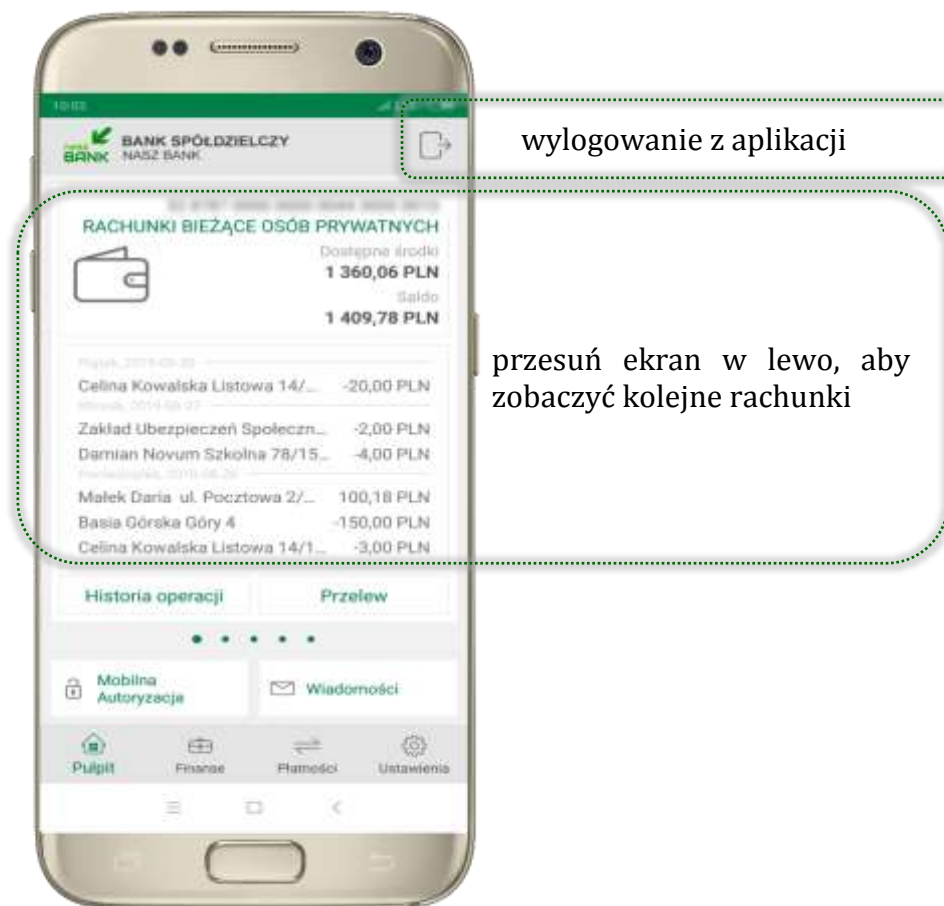 10:03
nasz
BANK
BANK SPÓŁDZIELCZY
NASZ BANK
wylogowanie z aplikacji
RACHUNKI BIEŻĄCE OSÓB PRYWATNYCH
Dostępne środki
1 360,06 PLN
Saldo
1 409,78 PLN
przesuń ekran w lewo, aby
zobaczyć kolejne rachunki
Celina Kowalska Listowa 14/... -20,00 PLN
Zakład Ubezpieczeń Społeczn... -2,00 PLN
Damian Novum Szkolna 78/15... -4,00 PLN
Małek Daria ul. Pocztowa 2/... 100,18 PLN
Basia Górska Góry 4 -150,00 PLN
Celina Kowalska Listowa 14/1... -3,00 PLN
Historia operacji Przelew
Mobilna
Autoryzacja
Wiadomości
Pulpit Finanse Płatności Ustawienia